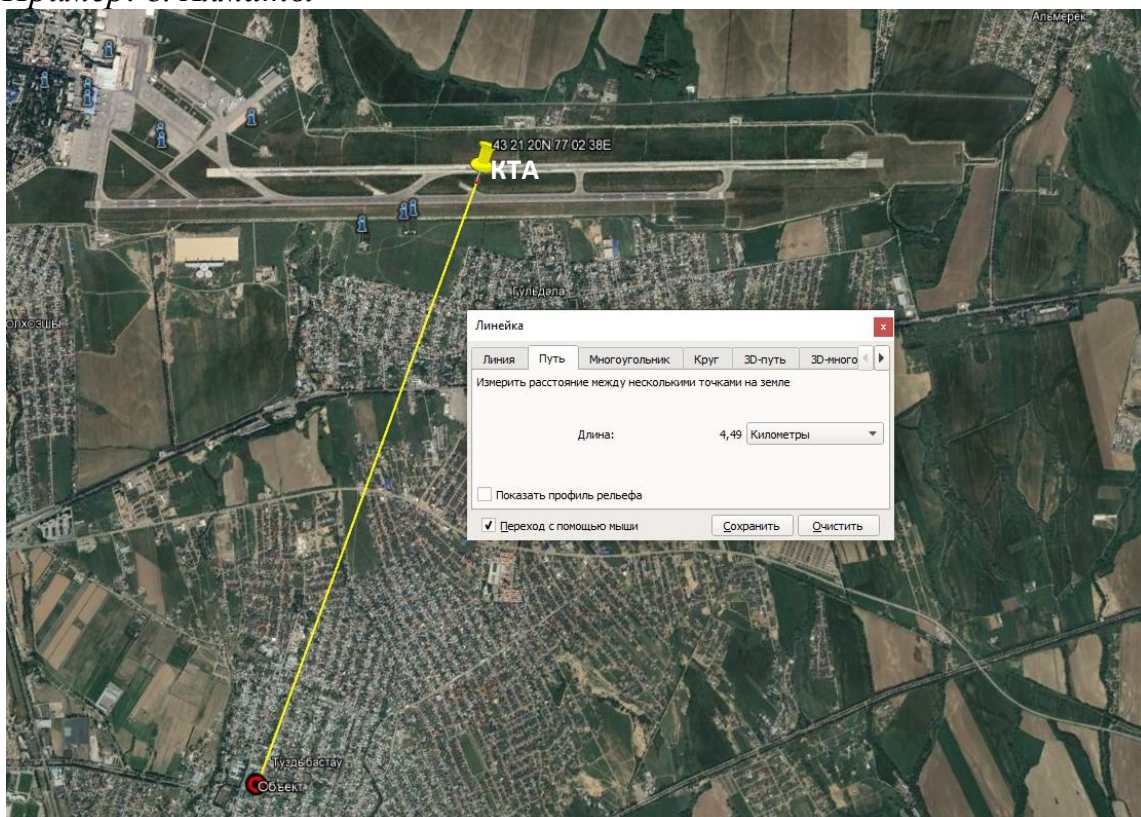 Пример: г. Алматы
Альмерек
43 21 20N 77 02 38E
КТА
Гульдала
Линейка
x
Линия Путь Многоугольник Круг 3D-путь 3D-много
Измерить расстояние между несколькими точками на земле
Длина: 4,49 Километры
Показать профиль рельефа
Переход с помощью мыши Сохранить Очистить
Туздыбастау
Объект